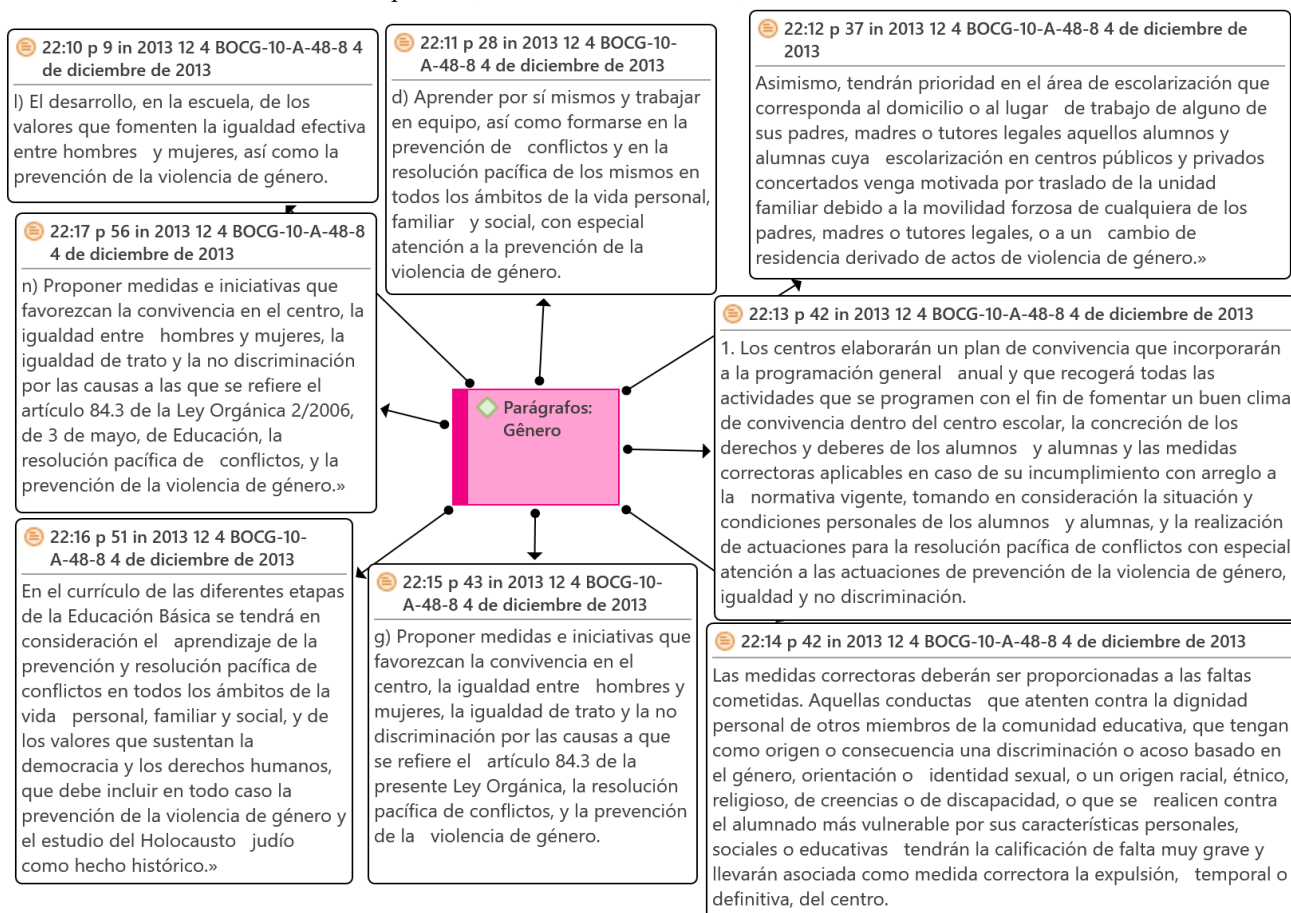 22:10 p 9 in 2013 12 4 BOCG-10-A-48-8 4
de diciembre de 2013
l) El desarrollo, en la escuela, de los
valores que fomenten la igualdad efectiva
entre hombres y mujeres, así como la
prevención de la violencia de género.
22:11 p 28 in 2013 12 4 BOCG-10-
A-48-8 4 de diciembre de 2013
d) Aprender por sí mismos y trabajar
en equipo, así como formarse en la
prevención de conflictos y en la
resolución pacífica de los mismos en
todos los ámbitos de la vida personal,
familiar y social, con especial
atención a la prevención de la
violencia de género.
22:12 p 37 in 2013 12 4 BOCG-10-A-48-8 4 de diciembre de
2013
Asimismo, tendrán prioridad en el área de escolarización que
corresponda al domicilio o al lugar de trabajo de alguno de
sus padres, madres o tutores legales aquellos alumnos y
alumnas cuya escolarización en centros públicos y privados
concertados venga motivada por traslado de la unidad
familiar debido a la movilidad forzosa de cualquiera de los
padres, madres o tutores legales, o a un cambio de
residencia derivado de actos de violencia de género.»
22:17 p 56 in 2013 12 4 BOCG-10-A-48-8
4 de diciembre de 2013
n) Proponer medidas e iniciativas que
favorezcan la convivencia en el centro, la
igualdad entre hombres y mujeres, la
igualdad de trato y la no discriminación
por las causas a las que se refiere el
artículo 84.3 de la Ley Orgánica 2/2006,
de 3 de mayo, de Educación, la
resolución pacífica de conflictos, y la
prevención de la violencia de género.»
Parágrafos:
Gênero
22:13 p 42 in 2013 12 4 BOCG-10-A-48-8 4 de diciembre de 2013
1. Los centros elaborarán un plan de convivencia que incorporarán
a la programación general anual y que recogerá todas las
actividades que se programen con el fin de fomentar un buen clima
de convivencia dentro del centro escolar, la concreción de los
derechos y deberes de los alumnos y alumnas y las medidas
correctoras aplicables en caso de su incumplimiento con arreglo a
la normativa vigente, tomando en consideración la situación y
condiciones personales de los alumnos y alumnas, y la realización
de actuaciones para la resolución pacífica de conflictos con especial
atención a las actuaciones de prevención de la violencia de género,
igualdad y no discriminación.
22:16 p 51 in 2013 12 4 BOCG-10-
A-48-8 4 de diciembre de 2013
En el currículo de las diferentes etapas
de la Educación Básica se tendrá en
consideración el aprendizaje de la
prevención y resolución pacífica de
conflictos en todos los ámbitos de la
vida personal, familiar y social, y de
los valores que sustentan la
democracia y los derechos humanos,
que debe incluir en todo caso la
prevención de la violencia de género y
el estudio del Holocausto judío
como hecho histórico.»
22:15 p 43 in 2013 12 4 BOCG-10-
A-48-8 4 de diciembre de 2013
g) Proponer medidas e iniciativas que
favorezcan la convivencia en el
centro, la igualdad entre hombres y
mujeres, la igualdad de trato y la no
discriminación por las causas a que
se refiere el artículo 84.3 de la
presente Ley Orgánica, la resolución
pacífica de conflictos, y la prevención
de la violencia de género.
22:14 p 42 in 2013 12 4 BOCG-10-A-48-8 4 de diciembre de 2013
Las medidas correctoras deberán ser proporcionadas a las faltas
cometidas. Aquellas conductas que atenten contra la dignidad
personal de otros miembros de la comunidad educativa, que tengan
como origen o consecuencia una discriminación o acoso basado en
el género, orientación o identidad sexual, o un origen racial, étnico,
religioso, de creencias o de discapacidad, o que se realicen contra
el alumnado más vulnerable por sus características personales,
sociales o educativas tendrán la calificación de falta muy grave y
llevarán asociada como medida correctora la expulsión, temporal o
definitiva, del centro.